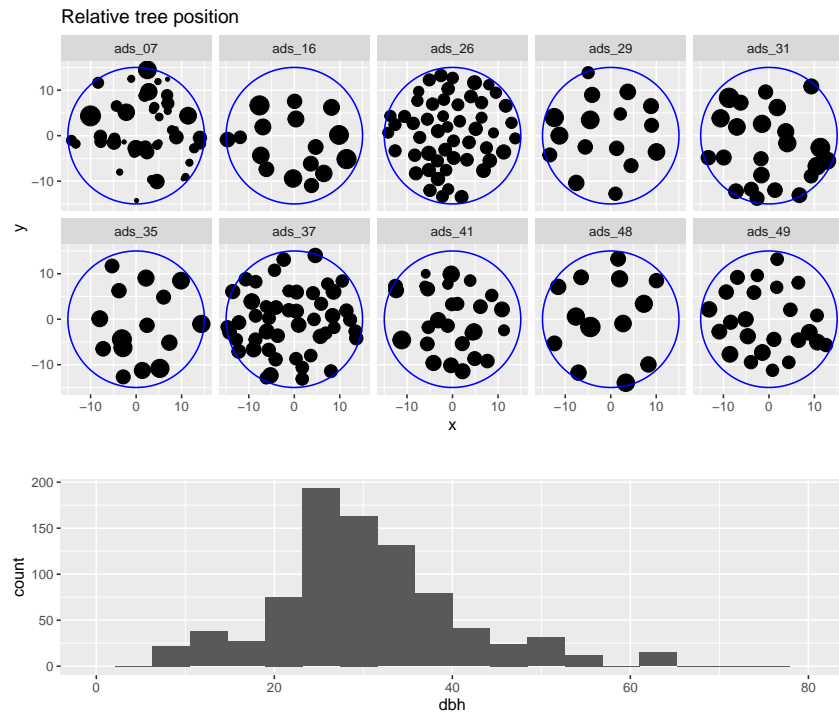 Relative tree position
ads_07 ads_16 ads_26 ads_29 ads_31
10
0
−10
ads_35 ads_37 ads_41 ads_48 ads_49
10
0
−10
y
−10 0 10 −10 0 10 −10 0 10 −10 0 10 −10 0 10
x
200
150
100
50
0
count
0 20 40 60 80
dbh